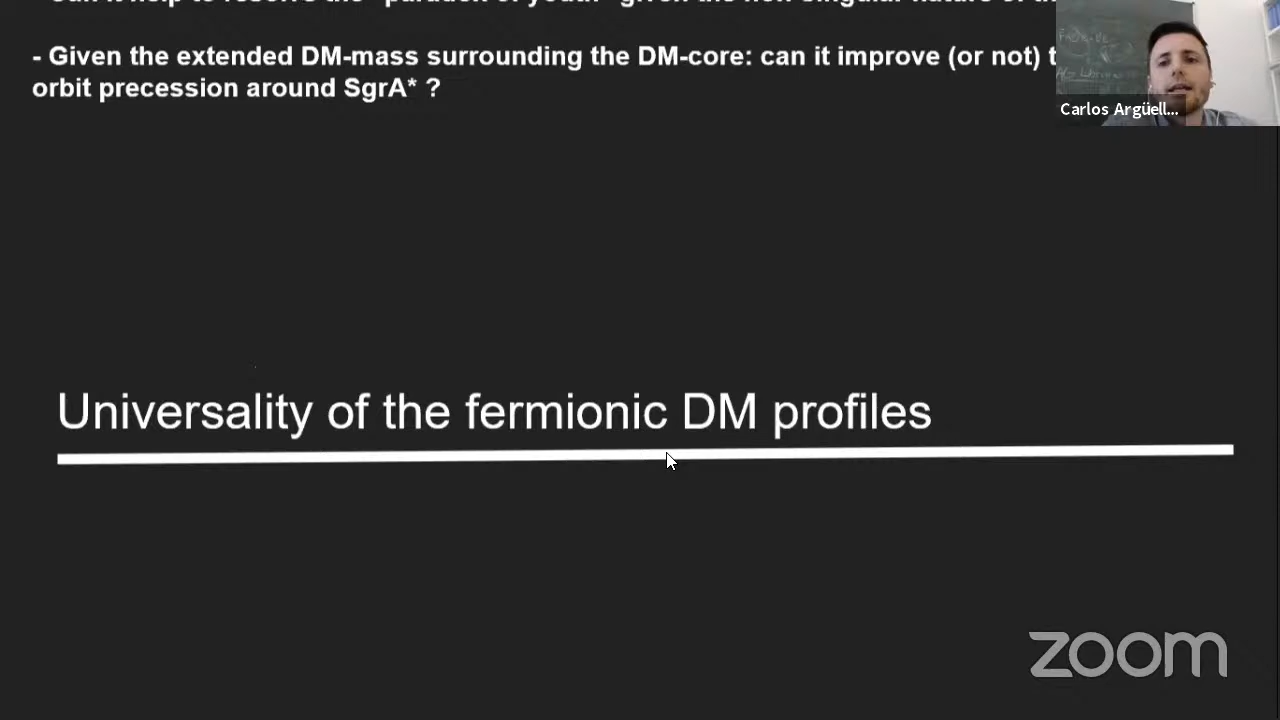 - Given the extended DM-mass surrounding the DM-core: can it improve (or not)
orbit precession around SgrA* ?
Carlos Argüell...
Universality of the fermionic DM profiles
zoom